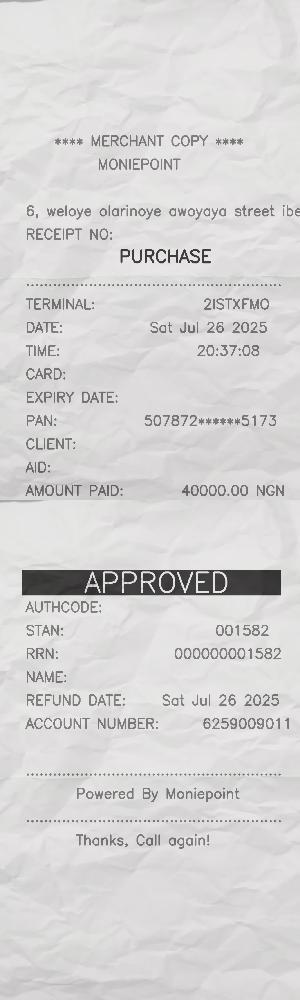 **** MERCHANT COPY ****
MONIEPOINT
6, weloye olarinoye awoyaya street ibe
RECEIPT NO:
PURCHASE
TERMINAL: 2ISTXFMO
DATE: Sat Jul 26 2025
TIME: 20:37:08
CARD:
EXPIRY DATE:
PAN: 507872******5173
CLIENT:
AID:
AMOUNT PAID: 40000.00 NGN
APPROVED
AUTHCODE:
STAN: 001582
RRN: 000000001582
NAME:
REFUND DATE: Sat Jul 26 2025
ACCOUNT NUMBER: 6259009011
Powered By Moniepoint
Thanks, Call again!